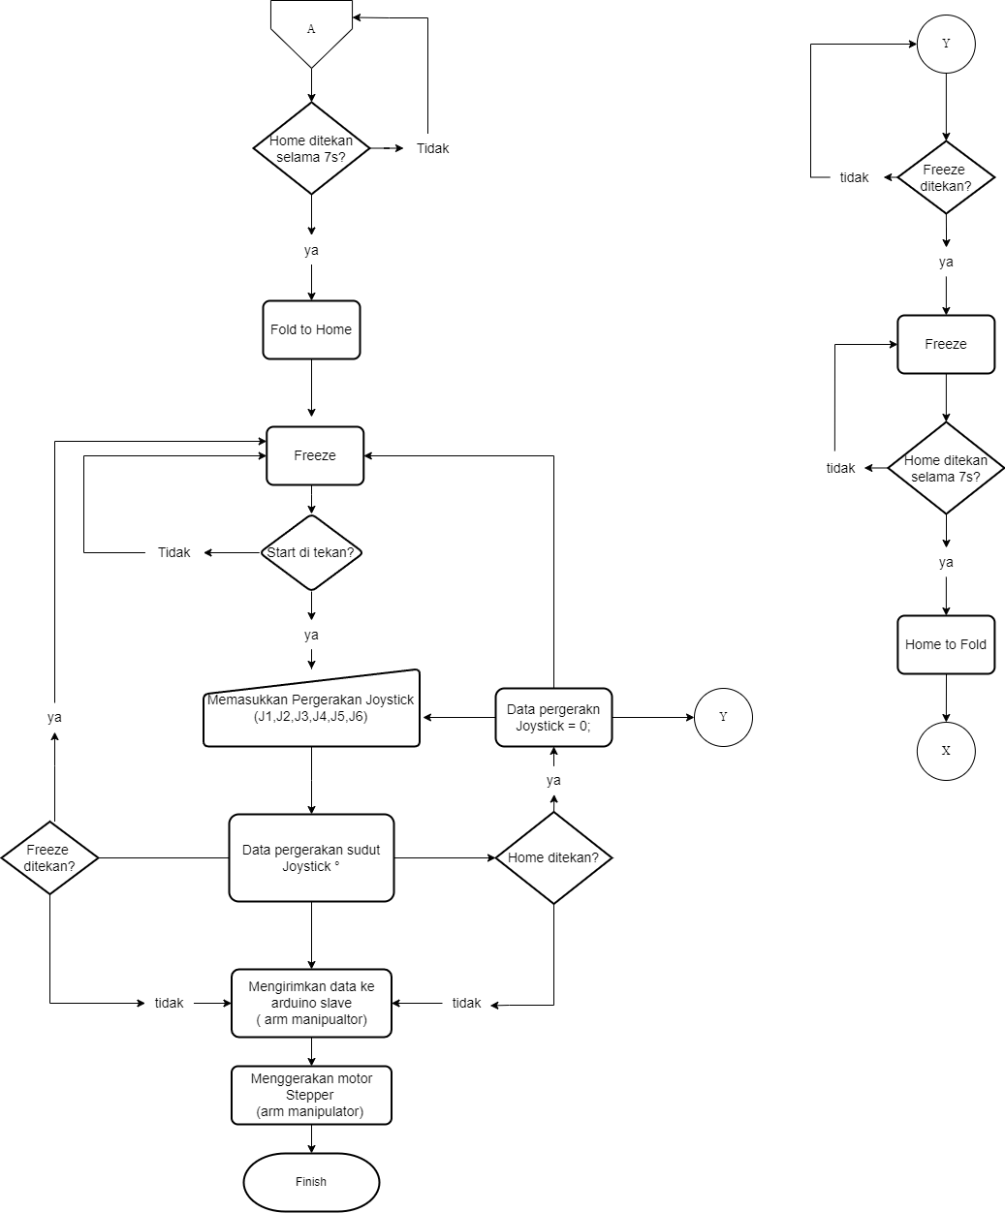 A
Home ditekan
selama 7s?
Tidak
ya
Fold to Home
Freeze
Start di tekan?
Tidak
ya
Memasukkan Pergerakan Joystick
(J1,J2,J3,J4,J5,J6)
Data pergerakn
Joystick = 0;
Y
ya
ya
Freeze
ditekan?
Data pergerakan sudut
Joystick °
Home ditekan?
Mengirimkan data ke
arduino slave
( arm manipualtor)
tidak
tidak
Menggerakan motor
Stepper
(arm manipulator)
Finish
Y
Freeze
ditekan?
tidak
ya
Freeze
Home ditekan
selama 7s?
tidak
ya
Home to Fold
X